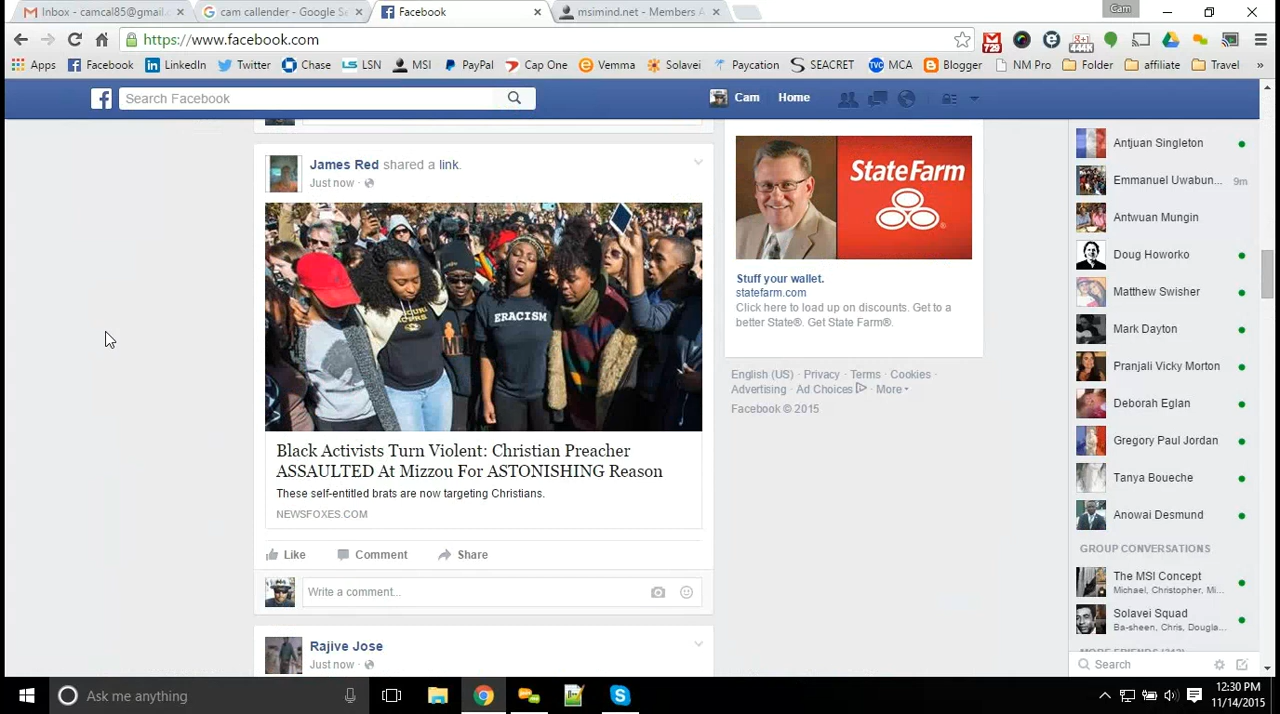 Inbox - camcal85@gmail.
cam callender - Google Se
Facebook
msimind.net - Members A
Cam
https://www.facebook.com
729
444K
Apps
Facebook
LinkedIn
Twitter
Chase
LSN
MSI
PayPal
Cap One
Vemma
Solavei
Paycation
SEACRET
TVC MCA
Blogger
NM Pro
Folder
affiliate
Travel
»
Search Facebook
Cam
Home
James Red shared a link.
Just now ·
ERACISM
Black Activists Turn Violent: Christian Preacher
ASSAULTED At Mizzou For ASTONISHING Reason
These self-entitled brats are now targeting Christians.
NEWSFOXES.COM
Like
Comment
Share
Write a comment...
Rajive Jose
Just now ·
StateFarm
Stuff your wallet.
statefarm.com
Click here to load up on discounts. Get to a
better State®. Get State Farm®.
English (US) · Privacy · Terms · Cookies ·
Advertising · Ad Choices · More
Facebook © 2015
Antjuan Singleton
Emmanuel Uwabun... 9m
Antwuan Mungin
Doug Howorko
Matthew Swisher
Mark Dayton
Pranjali Vicky Morton
Deborah Eglan
Gregory Paul Jordan
Tanya Boueche
Anowai Desmund
GROUP CONVERSATIONS
The MSI Concept
Michael, Christopher, Mi...
Solavei Squad
Ba-sheen, Chris, Dougla...
Search
Ask me anything
12:30 PM
11/14/2015